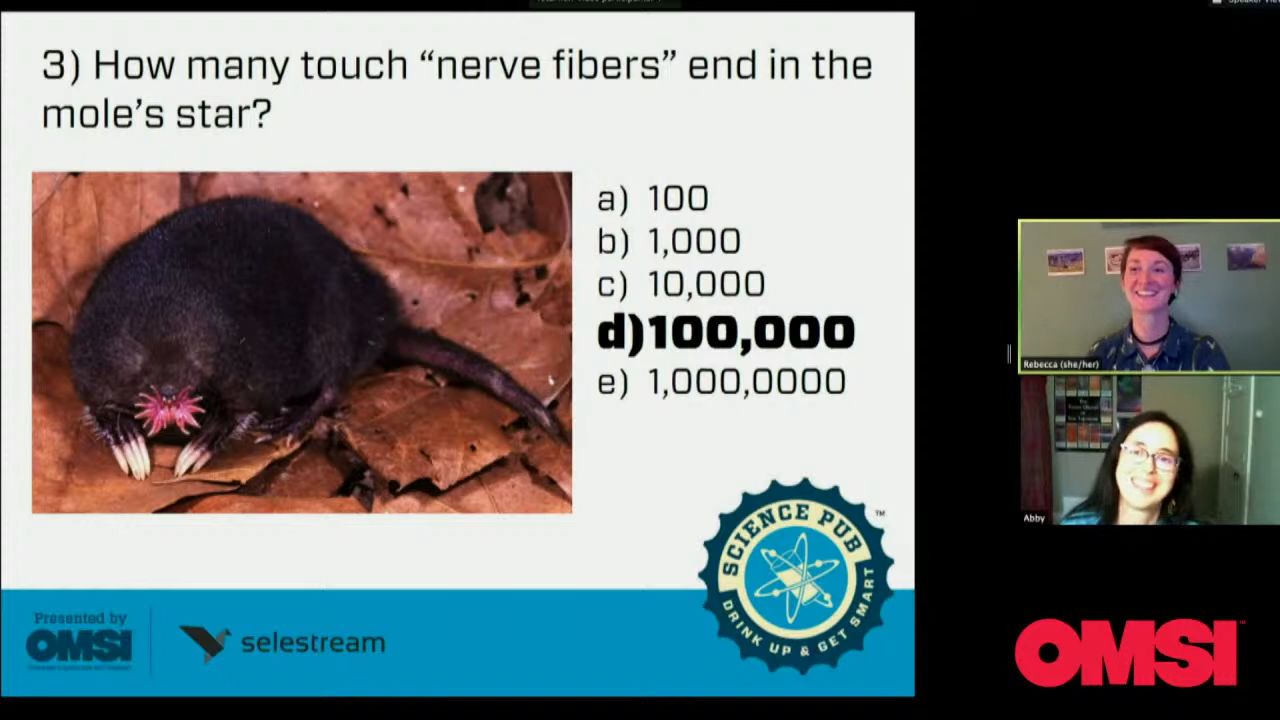 3) How many touch “nerve fibers” end in the
mole’s star?
a) 100
b) 1,000
c) 10,000
d)100,000
e) 1,000,0000
SCIENCE PUB
DRINK UP & GET SMART
™
Presented by
OMSI
selestream
Rebecca (she/her)
Abby
OMSI